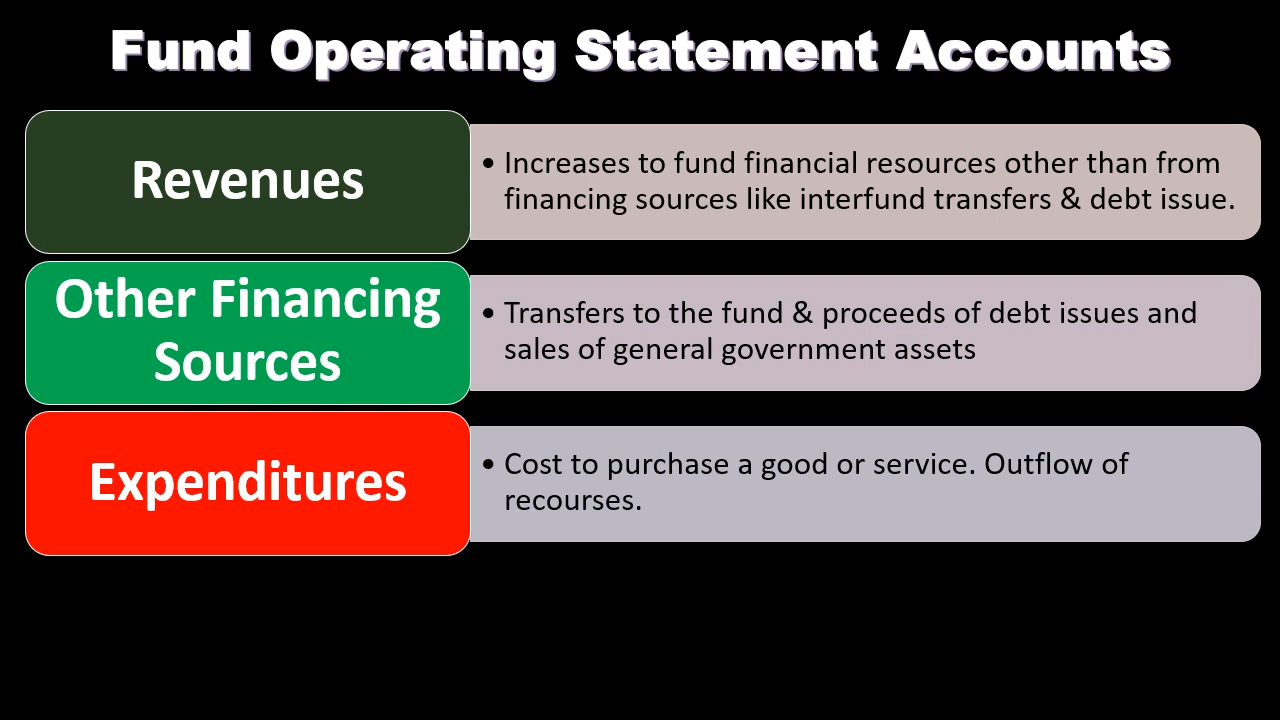 Fund Operating Statement Accounts
Revenues
• Increases to fund financial resources other than from
financing sources like interfund transfers & debt issue.
Other Financing
Sources
• Transfers to the fund & proceeds of debt issues and
sales of general government assets
Expenditures
• Cost to purchase a good or service. Outflow of
recourses.